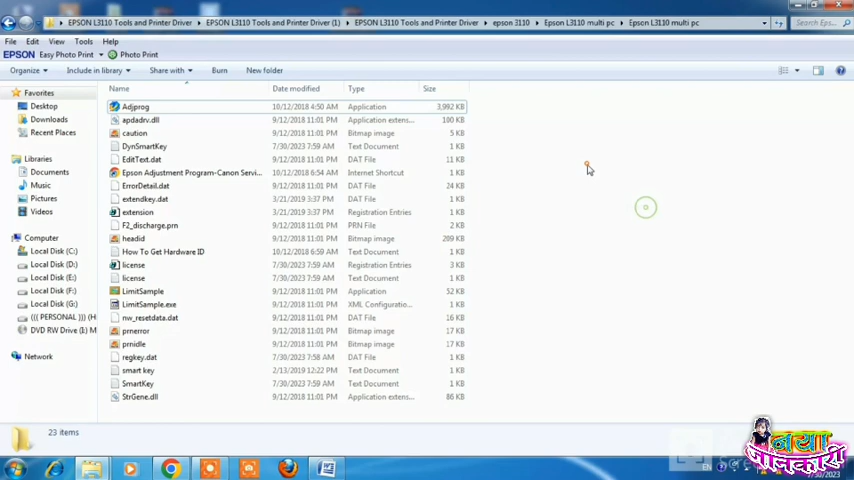 EPSON L3110 Tools and Printer Driver EPSON L3110 Tools and Printer Driver (1) EPSON L3110 Tools and Printer Driver epson 3110 Epson L3110 multi pc Epson L3110 multi pc Search Epson...
File Edit View Tools Help
EPSON Easy Photo Print Photo Print
Organize Include in library Share with Burn New folder
Name Date modified Type Size
Favorites
Desktop
Downloads
Recent Places
Libraries
Documents
Music
Pictures
Videos
Computer
Local Disk (C:)
Local Disk (D:)
Local Disk (E:)
Local Disk (F:)
Local Disk (G:)
((( PERSONAL ))) (H
DVD RW Drive (I:) M
Network
Adjprog 10/12/2018 4:50 AM Application 3,992 KB
apdadrv.dll 9/12/2018 11:01 PM Application extens... 100 KB
caution 9/12/2018 11:01 PM Bitmap image 5 KB
DynSmartKey 7/30/2023 7:59 AM Text Document 1 KB
EditText.dat 9/12/2018 11:01 PM DAT File 11 KB
Epson Adjustment Program-Canon Servi... 9/12/2018 11:01 PM Internet Shortcut 1 KB
ErrorDetail.dat 9/12/2018 11:01 PM DAT File 24 KB
extendkey.dat 3/21/2019 3:37 PM DAT File 1 KB
extension 3/21/2019 3:37 PM Registration Entries 1 KB
F2_discharge.prn 9/12/2018 11:01 PM PRN File 2 KB
headid 9/12/2018 11:01 PM Bitmap image 209 KB
How To Get Hardware ID 10/12/2018 6:59 AM Text Document 1 KB
license 7/30/2023 7:59 AM Registration Entries 3 KB
license 7/30/2023 7:59 AM Text Document 1 KB
LimitSample 9/12/2018 11:01 PM Application 52 KB
LimitSample.exe 9/12/2018 11:01 PM XML Configuratio... 1 KB
nw_resetdata.dat 9/12/2018 11:01 PM DAT File 16 KB
prnerror 9/12/2018 11:01 PM Bitmap image 17 KB
prnidle 9/12/2018 11:01 PM Bitmap image 17 KB
regkey.dat 7/30/2023 7:58 AM DAT File 1 KB
smart key 2/13/2019 12:22 PM Text Document 1 KB
SmartKey 7/30/2023 7:59 AM Text Document 1 KB
StrGene.dll 9/12/2018 11:01 PM Application extens... 86 KB
23 items
नया
जानकारी
EN
7/30/2023